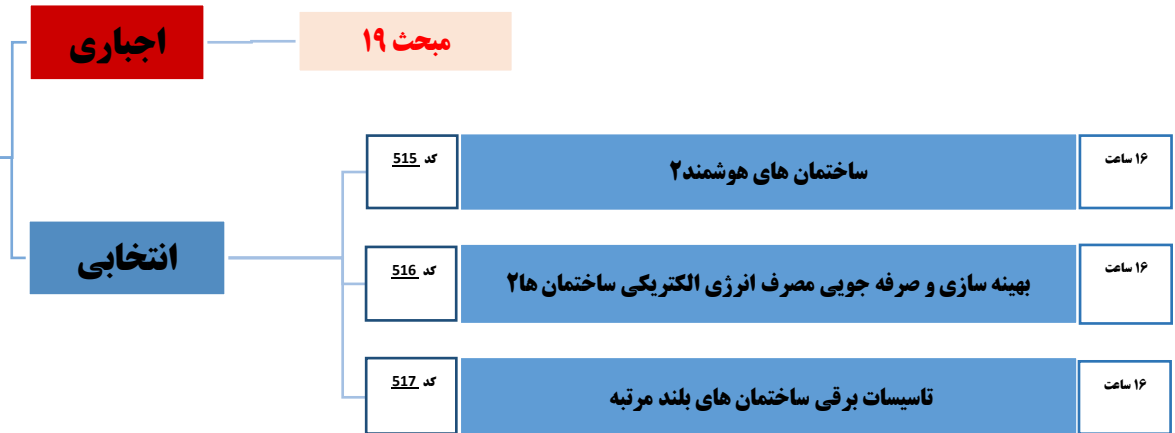 اجباری
مبحث ۱۹
انتخابی
کد 515
ساختمان های هوشمند۲
۱۶ ساعت
کد 516
بهینه سازی و صرفه جویی مصرف انرژی الکتریکی ساختمان ها۲
۱۶ ساعت
کد 517
تاسیسات برقی ساختمان های بلند مرتبه
۱۶ ساعت